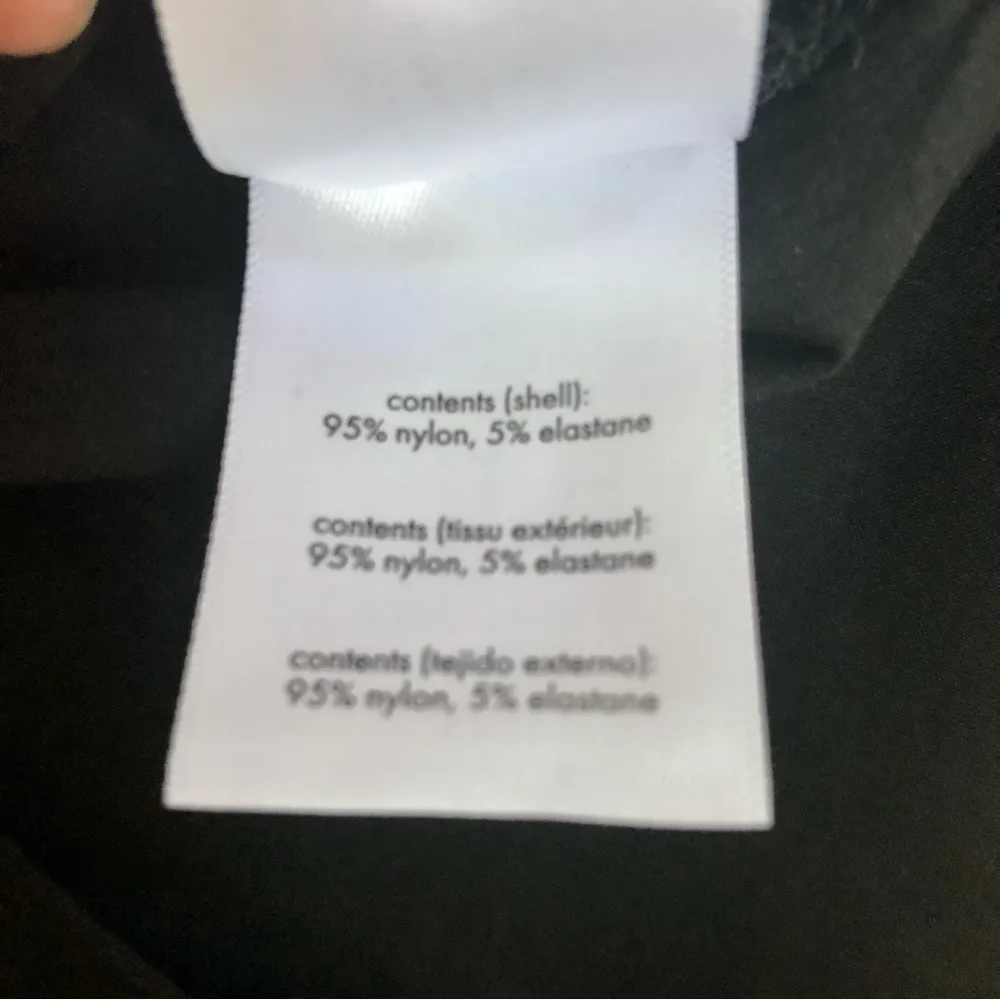 contents (shell):
95% nylon, 5% elastane
contents (tissu extérieur):
95% nylon, 5% elastane
contents (tejido externo):
95% nylon, 5% elastane